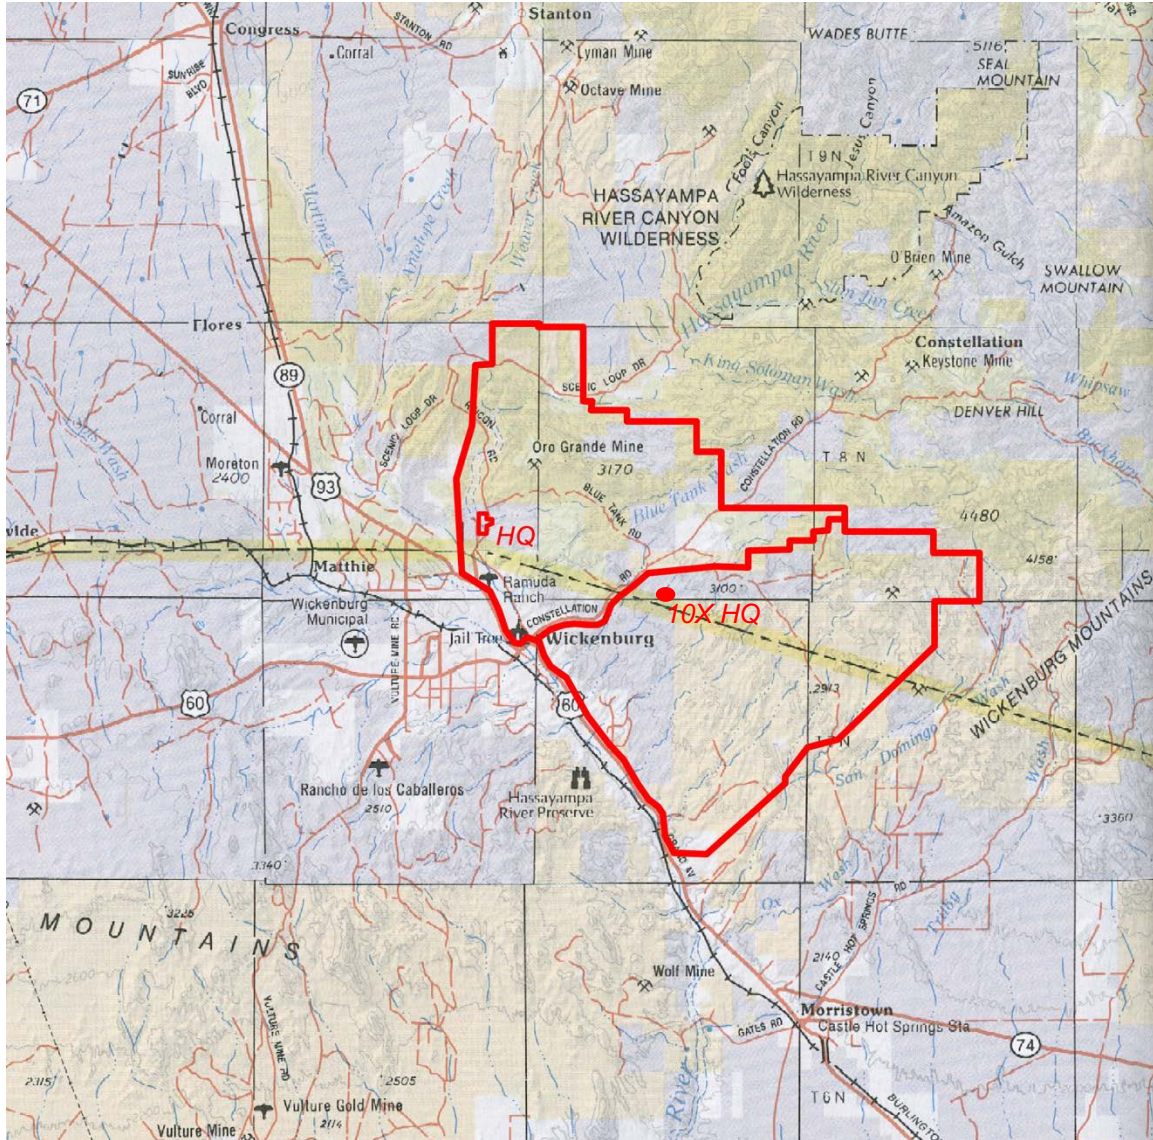 Stanton
Congress
STANTON RD
WADES BUTTE
Corral
Lyman Mine
5116
SEAL
MOUNTAIN
SUNRISE
BLVD
Octave Mine
71
Fools Canyon
Jesus Canyon
T9N
Hassayampa River Canyon
Wilderness
HASSAYAMPA
RIVER CANYON
WILDERNESS
Martinez Creek
Antelope Creek
Weaver Creek
Amazon Gulch
O'Brien Mine
SWALLOW
MOUNTAIN
Hassayampa River
Slim Jim Creek
Flores
Constellation
Keystone Mine
King Solomon Wash
Whipsaw
89
SCENIC LOOP DR
SCENIC LOOP DR
DENVER HILL
Corral
RINCON
RD
Oro Grande Mine
3170
CONSTELLATION RD
T8N
Buckhorn
Moreton
2400
93
BLUE TANK RD
Blue Tank Wash
4480
HQ
4158
Matthie
Ramuda
Ranch
RD
3100
10X HQ
Wickenburg
Municipal
CONSTELLATION
Jail Tree
Wickenburg
VULTURE MINE RD
WICKENBURG MOUNTAINS
60
60
2913
Wash
San Domingo
Wash
Rancho de los Caballeros
2510
Hassayampa
River Preserve
3360
GRAND AV
3340
Ox Wash
CASTLE HOT SPRINGS RD
Trilby
3226
MOUNTAINS
2140
Wolf Mine
VULTURE MINE RD
GATES RD
Morristown
Castle Hot Springs Sta
74
2315
2505
River
T6N
BURLINGTON
Vulture Gold Mine
2114
Vulture Mine